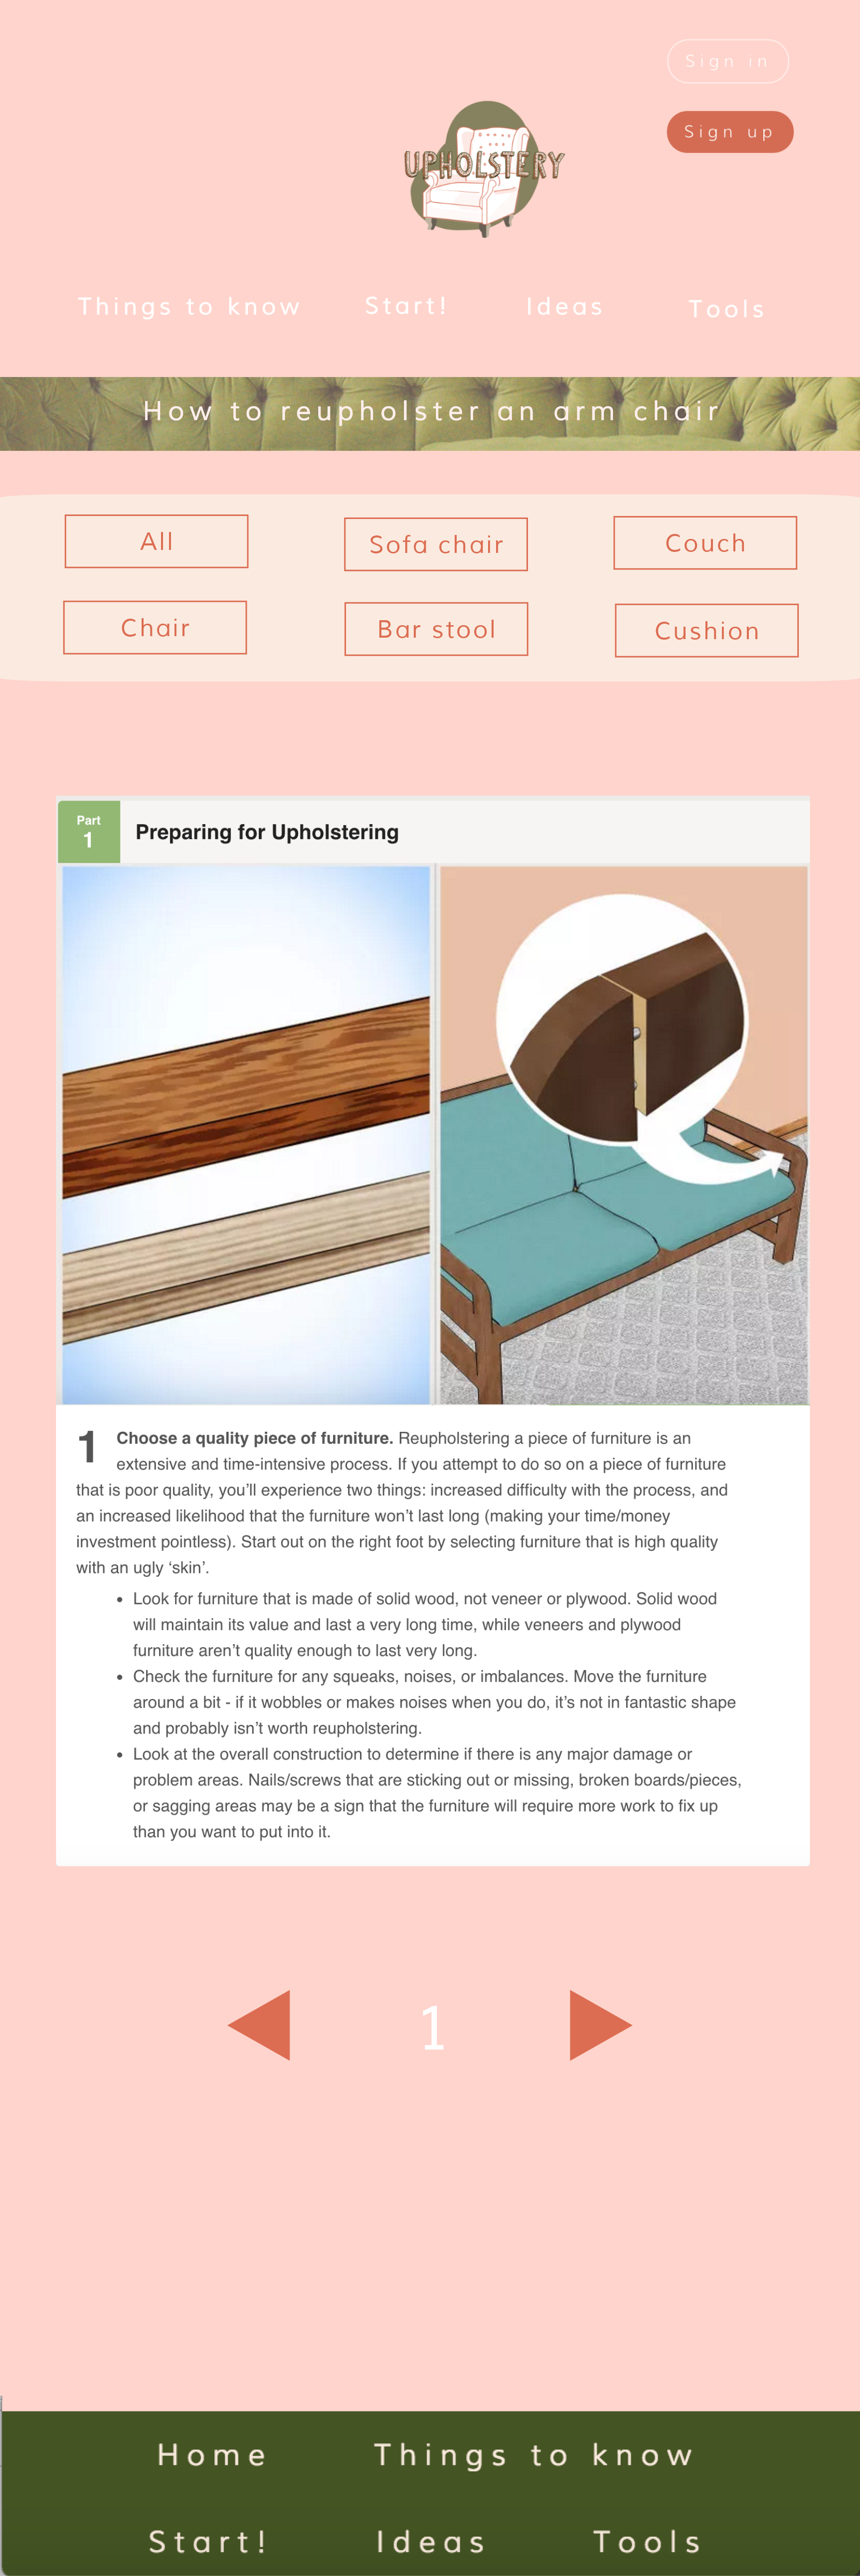 Sign in
Sign up
UPHOLSTERY
Things to know
Start!
Ideas
Tools
How to reupholster an arm chair
All
Sofa chair
Couch
Chair
Bar stool
Cushion
Part
1
Preparing for Upholstering
1
Choose a quality piece of furniture. Reupholstering a piece of furniture is an
extensive and time-intensive process. If you attempt to do so on a piece of furniture
that is poor quality, you’ll experience two things: increased difficulty with the process, and
an increased likelihood that the furniture won’t last long (making your time/money
investment pointless). Start out on the right foot by selecting furniture that is high quality
with an ugly ‘skin’.
• Look for furniture that is made of solid wood, not veneer or plywood. Solid wood
will maintain its value and last a very long time, while veneers and plywood
furniture aren’t quality enough to last very long.
• Check the furniture for any squeaks, noises, or imbalances. Move the furniture
around a bit - if it wobbles or makes noises when you do, it’s not in fantastic shape
and probably isn’t worth reupholstering.
• Look at the overall construction to determine if there is any major damage or
problem areas. Nails/screws that are sticking out or missing, broken boards/pieces,
or sagging areas may be a sign that the furniture will require more work to fix up
than you want to put into it.
1
Home
Things to know
Start!
Ideas
Tools